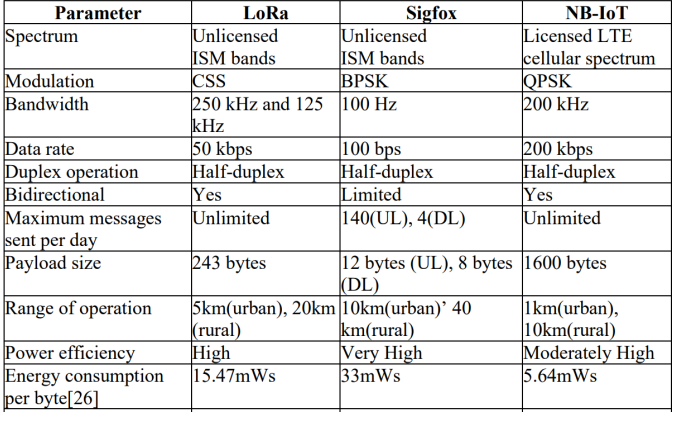 Parameter LoRa Sigfox NB-IoT
Spectrum Unlicensed Unlicensed Licensed LTE
ISM bands ISM bands cellular spectrum
Modulation CSS BPSK QPSK
Bandwidth 250 kHz and 125 100 Hz 200 kHz
kHz
Data rate 50 kbps 100 bps 200 kbps
Duplex operation Half-duplex Half-duplex Half-duplex
Bidirectional Yes Limited Yes
Maximum messages Unlimited 140(UL), 4(DL) Unlimited
sent per day
Payload size 243 bytes 12 bytes (UL), 8 bytes 1600 bytes
(DL)
Range of operation 5km(urban), 20km 10km(urban)’ 40 1km(urban),
(rural) km(rural) 10km(rural)
Power efficiency High Very High Moderately High
Energy consumption 15.47mWs 33mWs 5.64mWs
per byte[26]